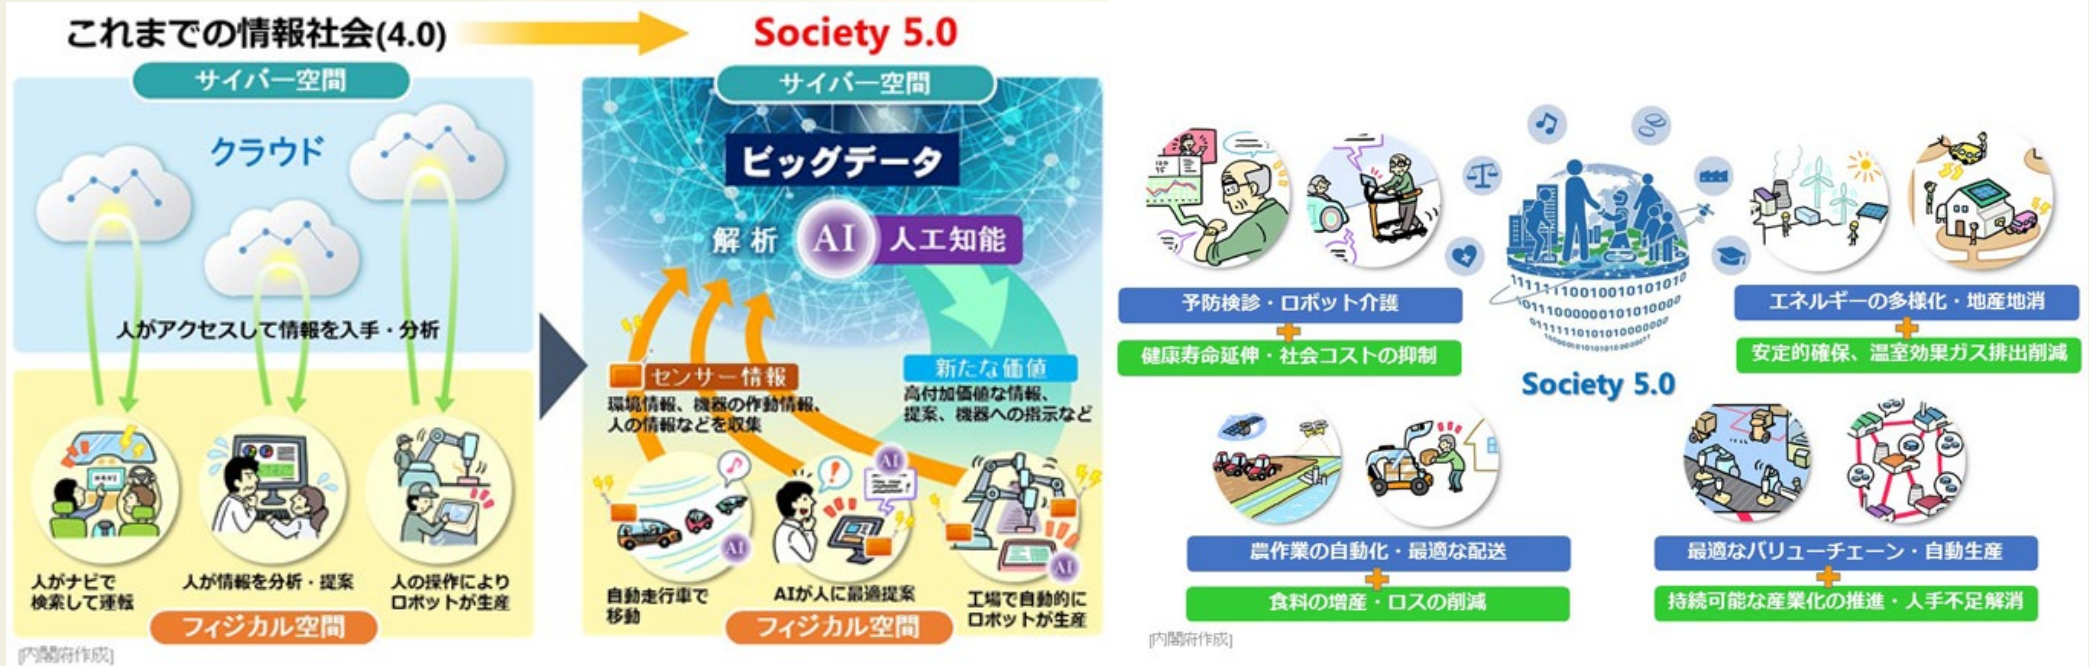 これまでの情報社会(4.0)
サイバー空間
クラウド
人がアクセスして情報を入手・分析
人がナビで
検索して運転
人が情報を分析・提案
人の操作により
ロボットが生産
フィジカル空間
[内閣府作成]
Society 5.0
サイバー空間
ビッグデータ
解析 AI 人工知能
センサー情報
環境情報、機器の作動情報、
人の情報などを収集
新たな価値
高付加価値な情報、
提案、機器への指示など
AI
AI
AI
自動走行車で
移動
AIが人に最適提案
工場で自動的に
ロボットが生産
フィジカル空間
予防検診・ロボット介護
健康寿命延伸・社会コストの抑制
エネルギーの多様化・地産地消
安定的確保、温室効果ガス排出削減
Society 5.0
農作業の自動化・最適な配送
食料の増産・ロスの削減
最適なバリューチェーン・自動生産
持続可能な産業化の推進・人手不足解消
[内閣府作成]